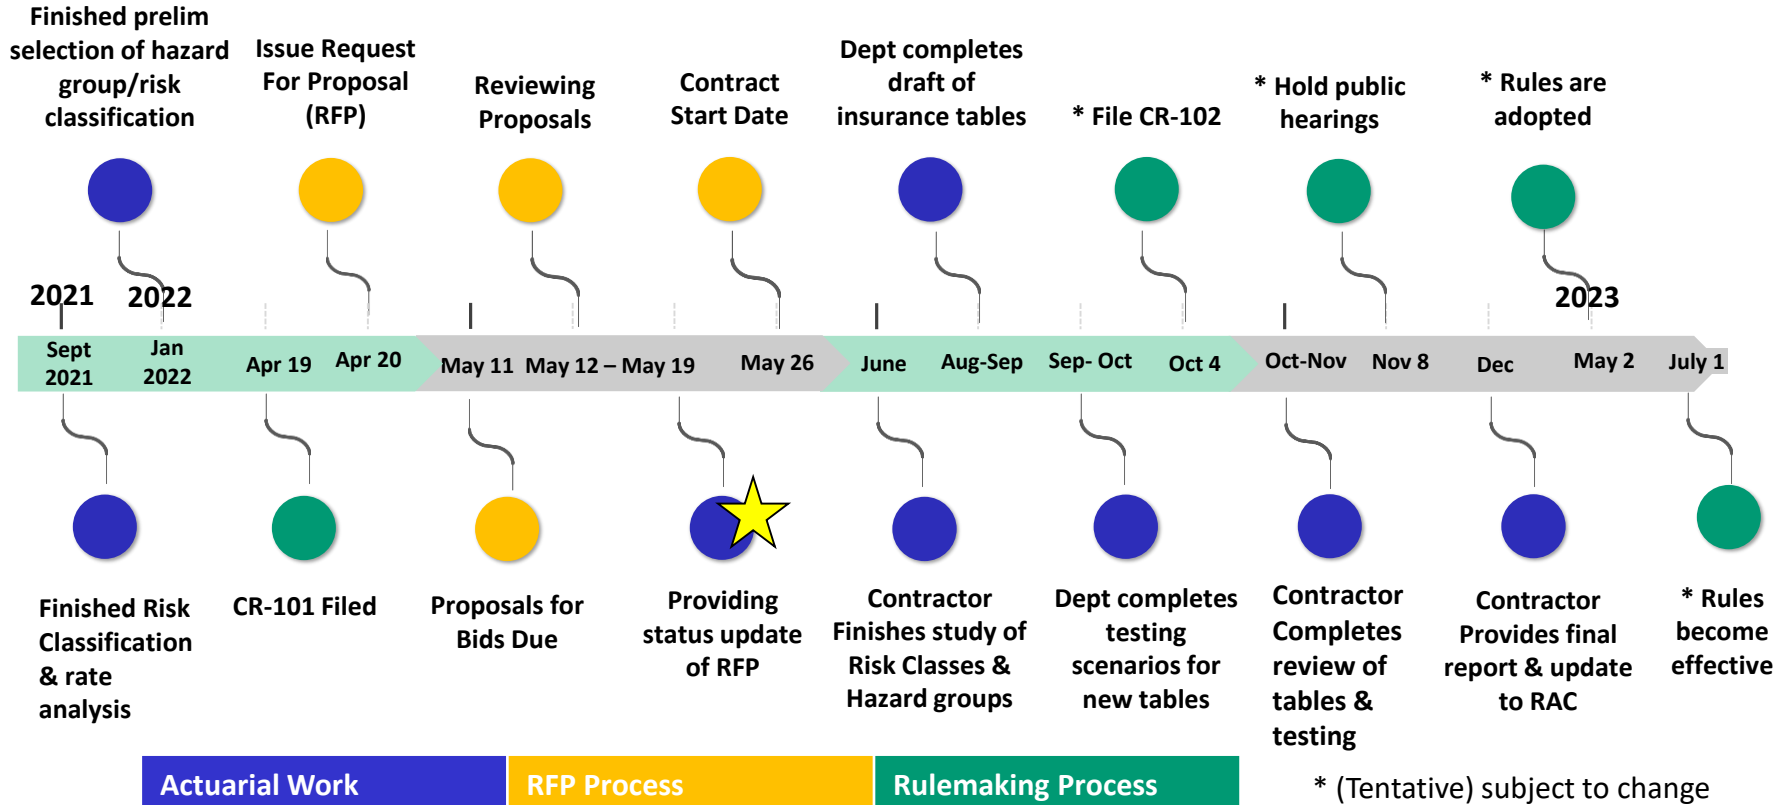 Finished prelim
selection of hazard
group/risk
classification
Issue Request
For Proposal
(RFP)
Reviewing
Proposals
Contract
Start Date
Dept completes
draft of
insurance tables
* File CR-102
* Hold public
hearings
* Rules are
adopted
2021
2022
2023
Sept
2021
Jan
2022
Apr 19
Apr 20
May 11
May 12 – May 19
May 26
June
Aug-Sep
Sep- Oct
Oct 4
Oct-Nov
Nov 8
Dec
May 2
July 1
Finished Risk
Classification
& rate
analysis
CR-101 Filed
Proposals for
Bids Due
Providing
status update
of RFP
Contractor
Finishes study of
Risk Classes &
Hazard groups
Dept completes
testing
scenarios for
new tables
Contractor
Completes
review of
tables &
testing
Contractor
Provides final
report & update
to RAC
* Rules
become
effective
Actuarial Work
RFP Process
Rulemaking Process
* (Tentative) subject to change